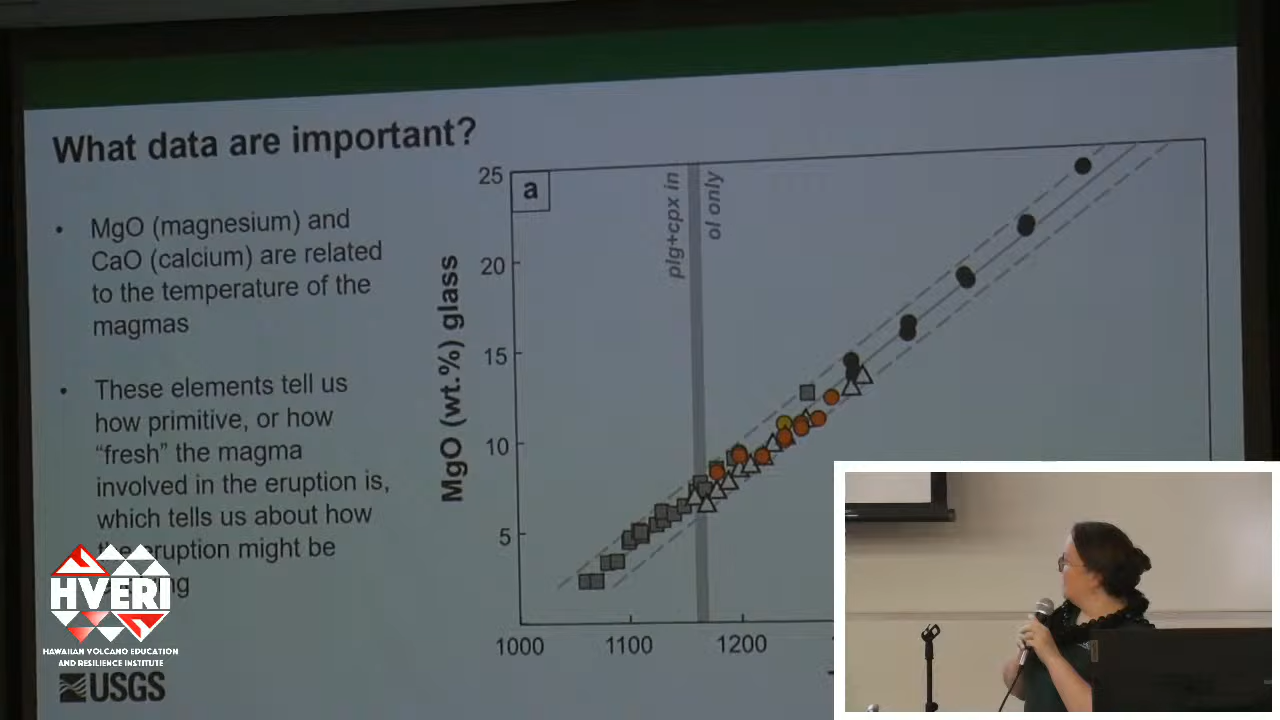 What data are important?
• MgO (magnesium) and
CaO (calcium) are related
to the temperature of the
magmas
• These elements tell us
how primitive, or how
“fresh” the magma
involved in the eruption is,
which tells us about how
eruption might be
a
plg+cpx in
ol only
MgO (wt.%) glass
25
20
15
10
5
1000
1100
1200
HVERI
HAWAIIAN VOLCANO EDUCATION
AND RESILIENCE INSTITUTE
USGS